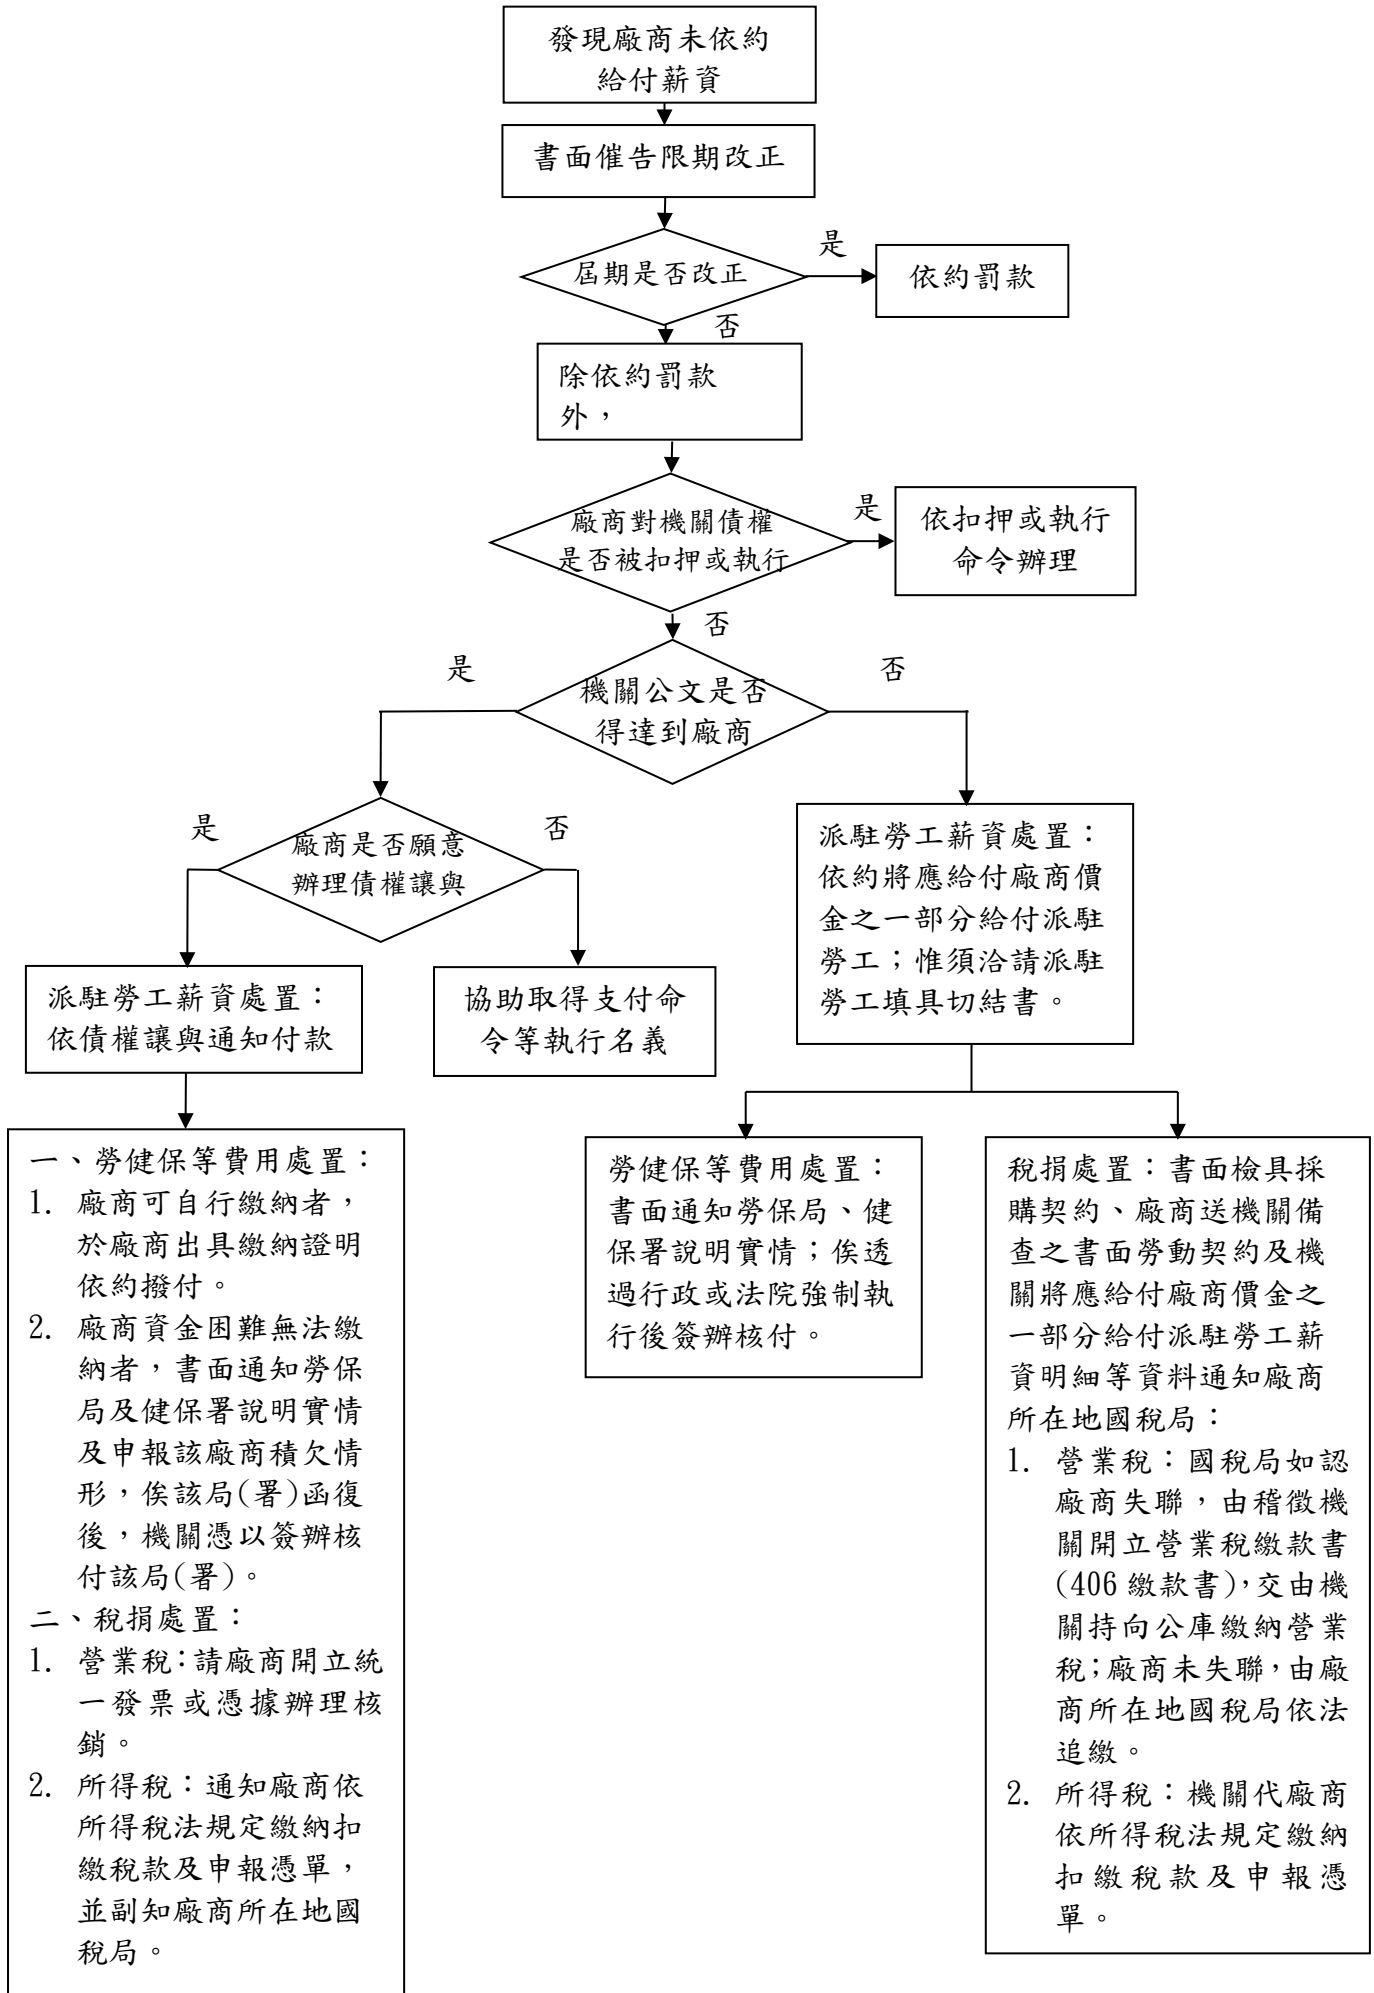 發現廠商未依約
給付薪資
書面催告限期改正
屆期是否改正
是
依約罰款
否
除依約罰款
外，
廠商對機關債權
是否被扣押或執行
是
依扣押或執行
命令辦理
否
機關公文是否
得達到廠商
是
否
廠商是否願意
辦理債權讓與
是
否
派駐勞工薪資處置：
依債權讓與通知付款
協助取得支付命
令等執行名義
派駐勞工薪資處置：
依約將應給付廠商價
金之一部分給付派駐
勞工；惟須洽請派駐
勞工填具切結書。
一、勞健保等費用處置：
1. 廠商可自行繳納者，
於廠商出具繳納證明
依約撥付。
2. 廠商資金困難無法繳
納者，書面通知勞保
局及健保署說明實情
及申報該廠商積欠情
形，俟該局(署)函復
後，機關憑以簽辦核
付該局(署)。
二、稅捐處置：
1. 營業稅：請廠商開立統
一發票或憑據辦理核
銷。
2. 所得稅：通知廠商依
所得稅法規定繳納扣
繳稅款及申報憑單，
並副知廠商所在地國
稅局。
勞健保等費用處置：
書面通知勞保局、健
保署說明實情；俟透
過行政或法院強制執
行後簽辦核付。
稅捐處置：書面檢具採
購契約、廠商送機關備
查之書面勞動契約及機
關將應給付廠商價金之
一部分給付派駐勞工薪
資明細等資料通知廠商
所在地國稅局：
1. 營業稅：國稅局如認
廠商失聯，由稽徵機
關開立營業稅繳款書
(406 繳款書)，交由機
關持向公庫繳納營業
稅；廠商未失聯，由廠
商所在地國稅局依法
追繳。
2. 所得稅：機關代廠商
依所得稅法規定繳納
扣繳稅款及申報憑
單。